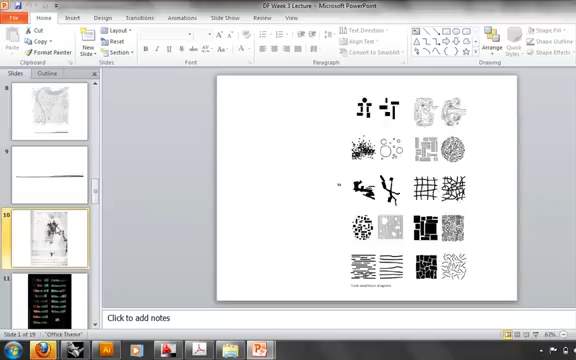 DF Week 3 Lecture - PowerPoint
File Home Insert Design Transitions Animations Slide Show Review View
Cut
Copy
Format Painter
Paste
Clipboard
New
Slide
Layout
Reset
Section
Slides
B I U S
Font
Paragraph
Text Direction
Align Text
Convert to SmartArt
Arrange
Quick
Styles
Shape Fill
Shape Outline
Shape Effects
Drawing
Slides Outline
8
9
10
11
Click to add notes
Slide 1 of 19 "Office Theme" 62%